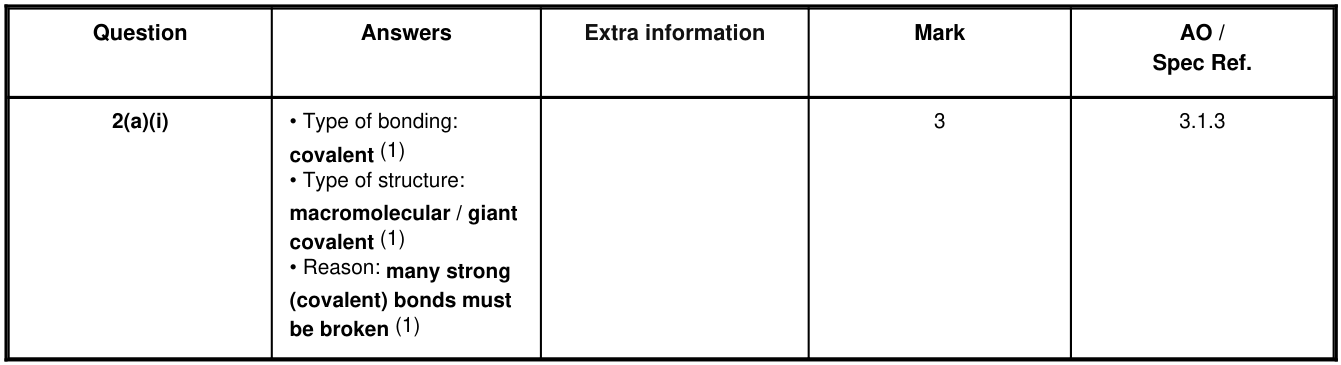 Question Answers Extra information Mark AO /
Spec Ref.
2(a)(i) • Type of bonding: 3 3.1.3
covalent (1)
• Type of structure:
macromolecular / giant
covalent (1)
• Reason: many strong
(covalent) bonds must
be broken (1)